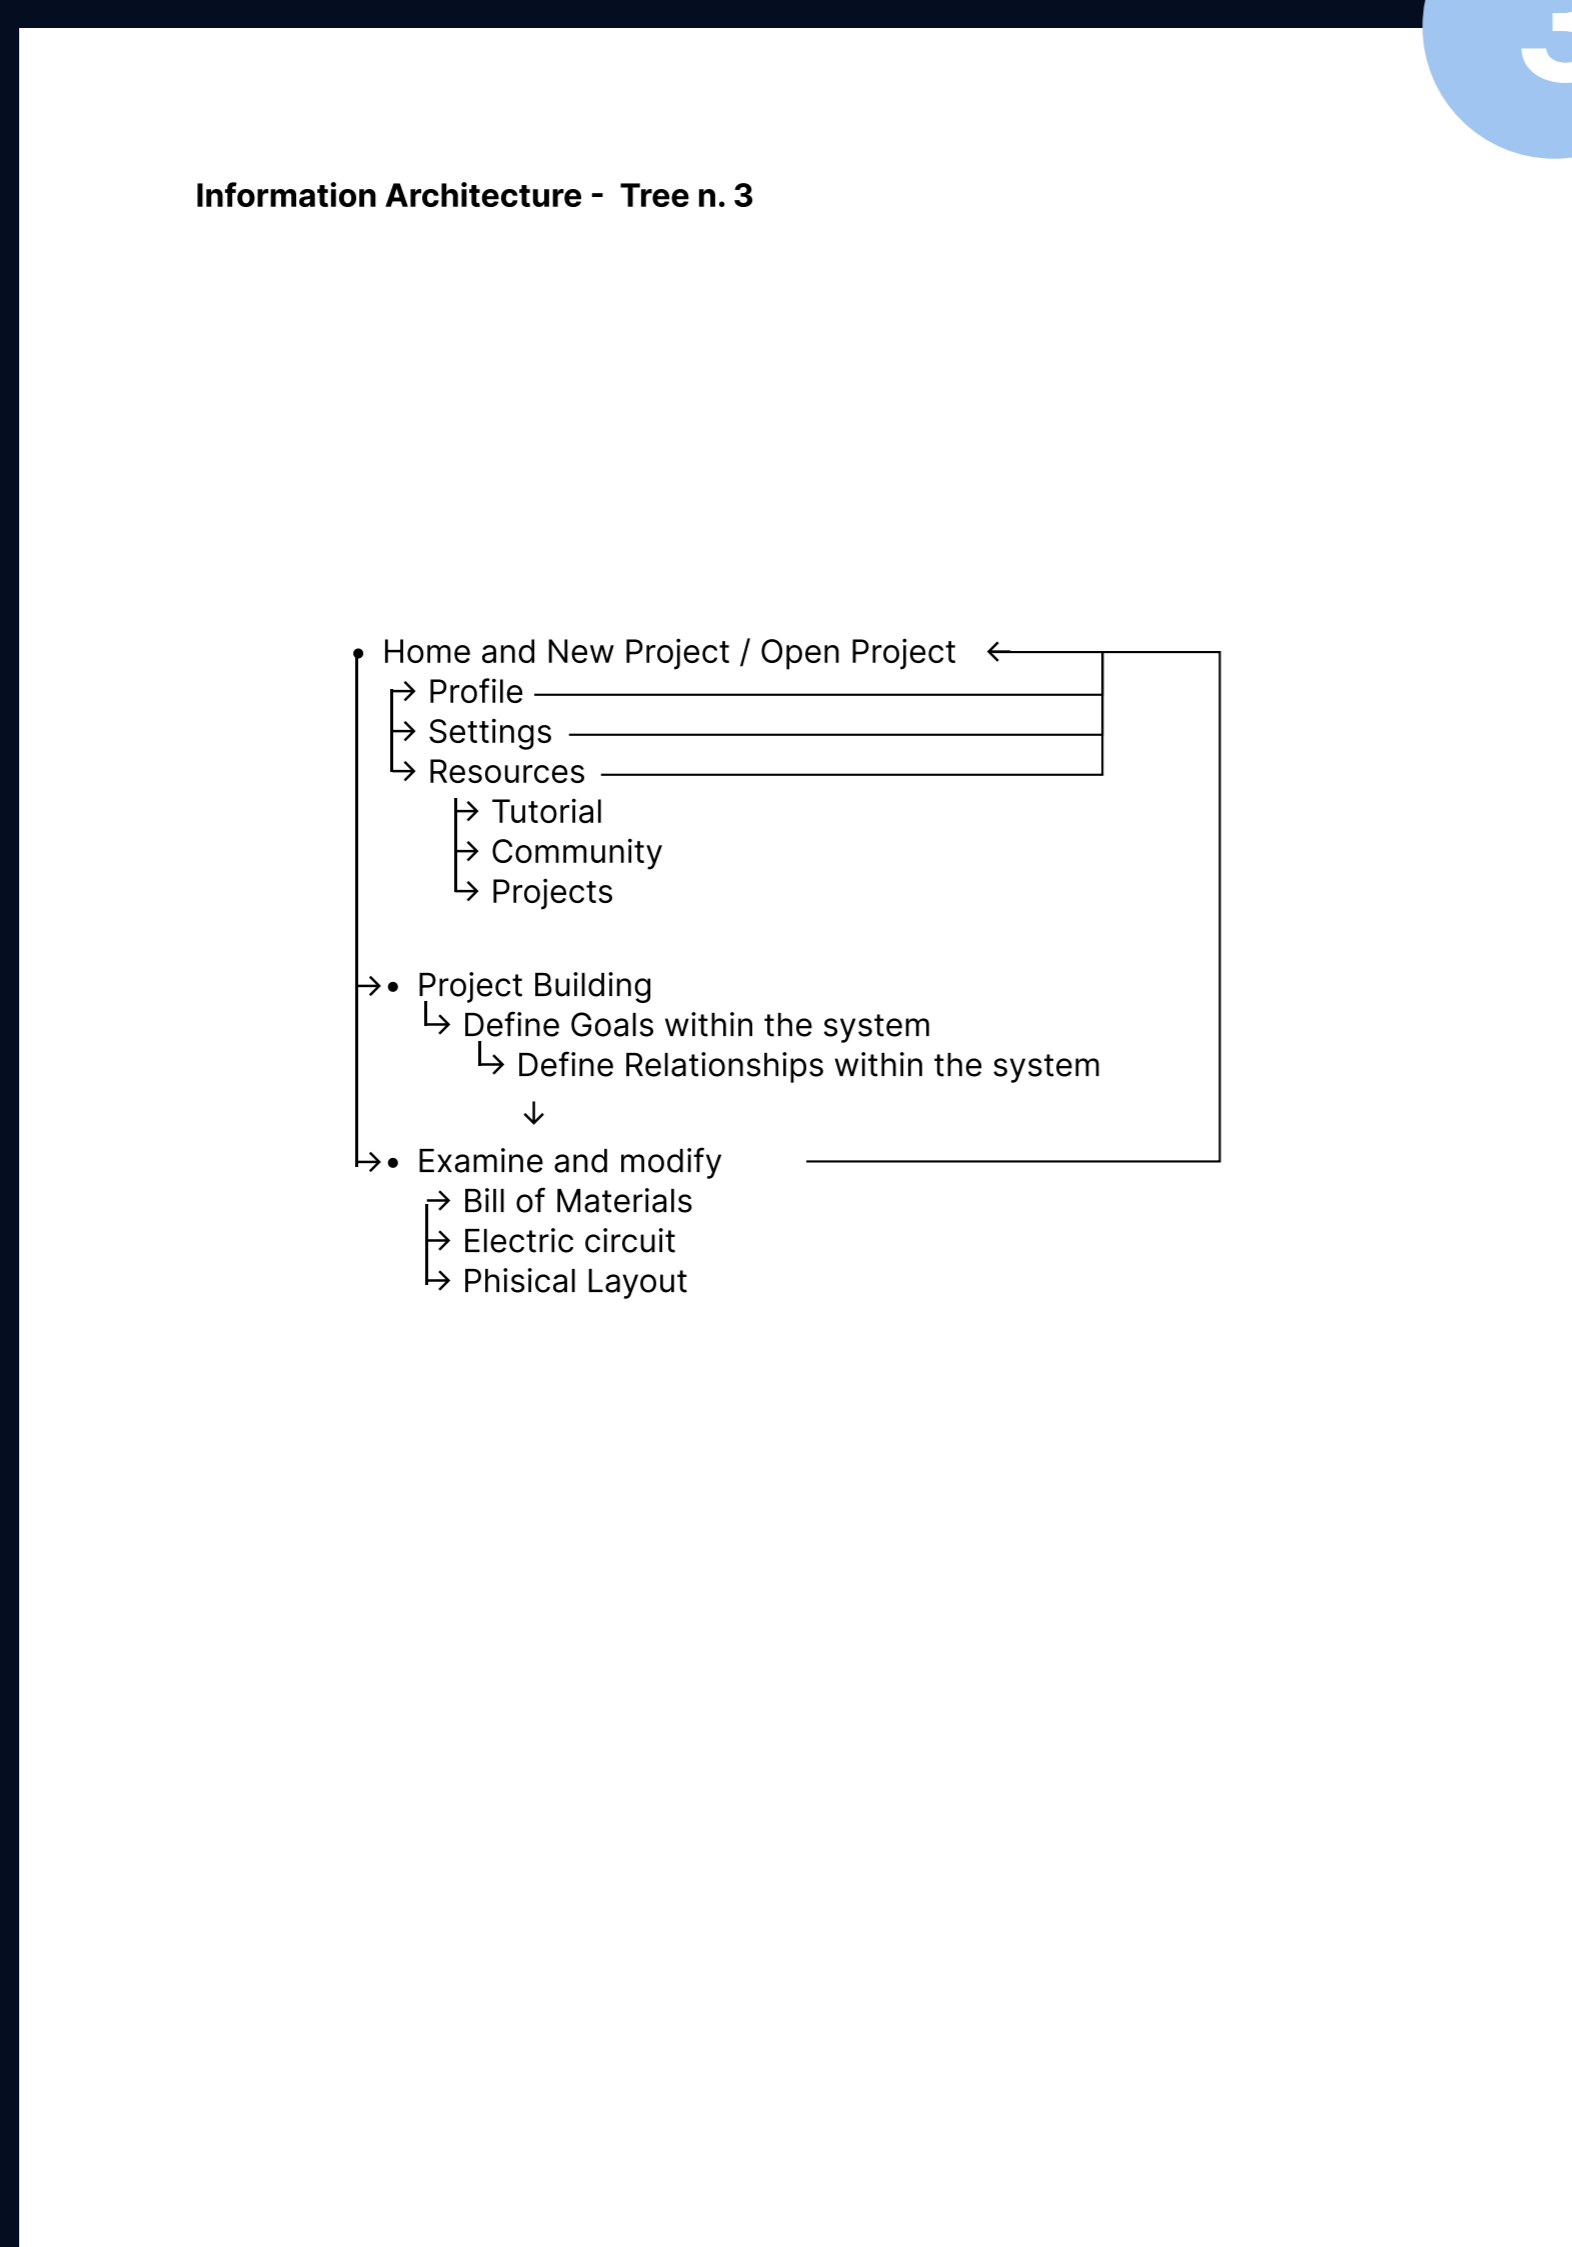 3
Information Architecture - Tree n. 3
• Home and New Project / Open Project ←
→ Profile
→ Settings
→ Resources
→ Tutorial
→ Community
→ Projects
→ • Project Building
→ Define Goals within the system
→ Define Relationships within the system
↓
→ • Examine and modify
→ Bill of Materials
→ Electric circuit
→ Phisical Layout